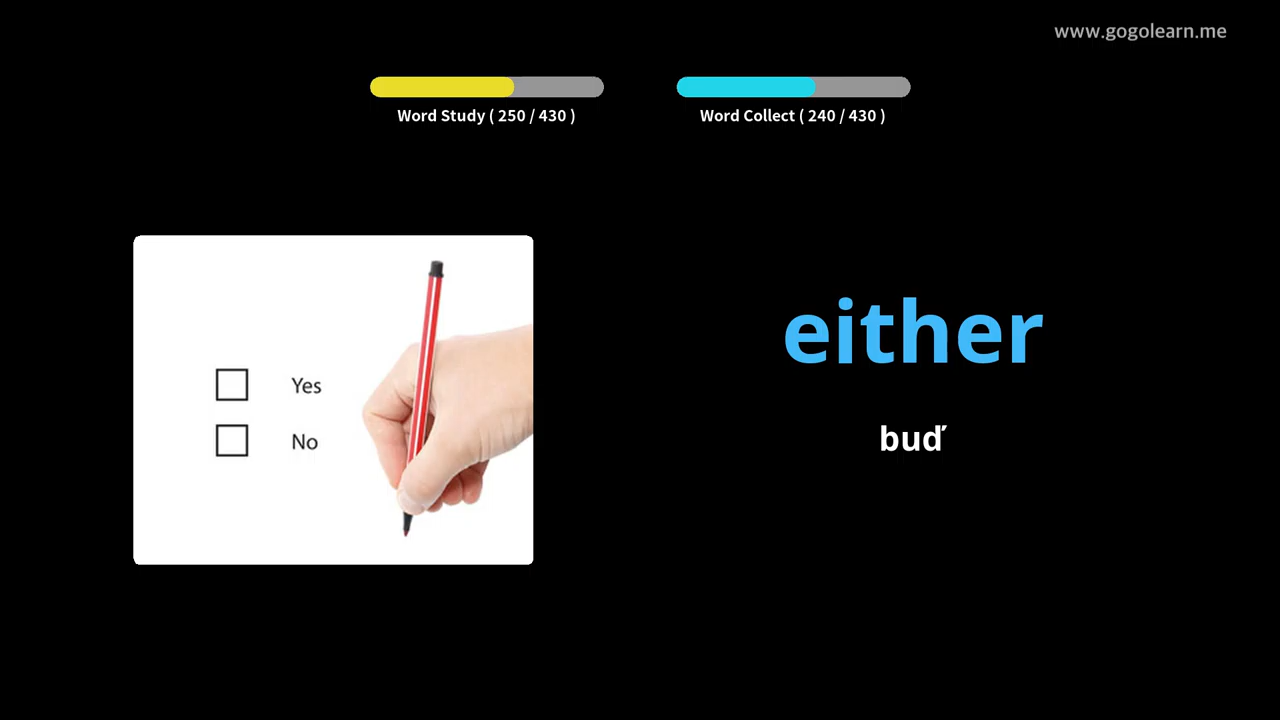 www.gogolearn.me
Word Study ( 250 / 430 )
Word Collect ( 240 / 430 )
Yes
No
either
buď